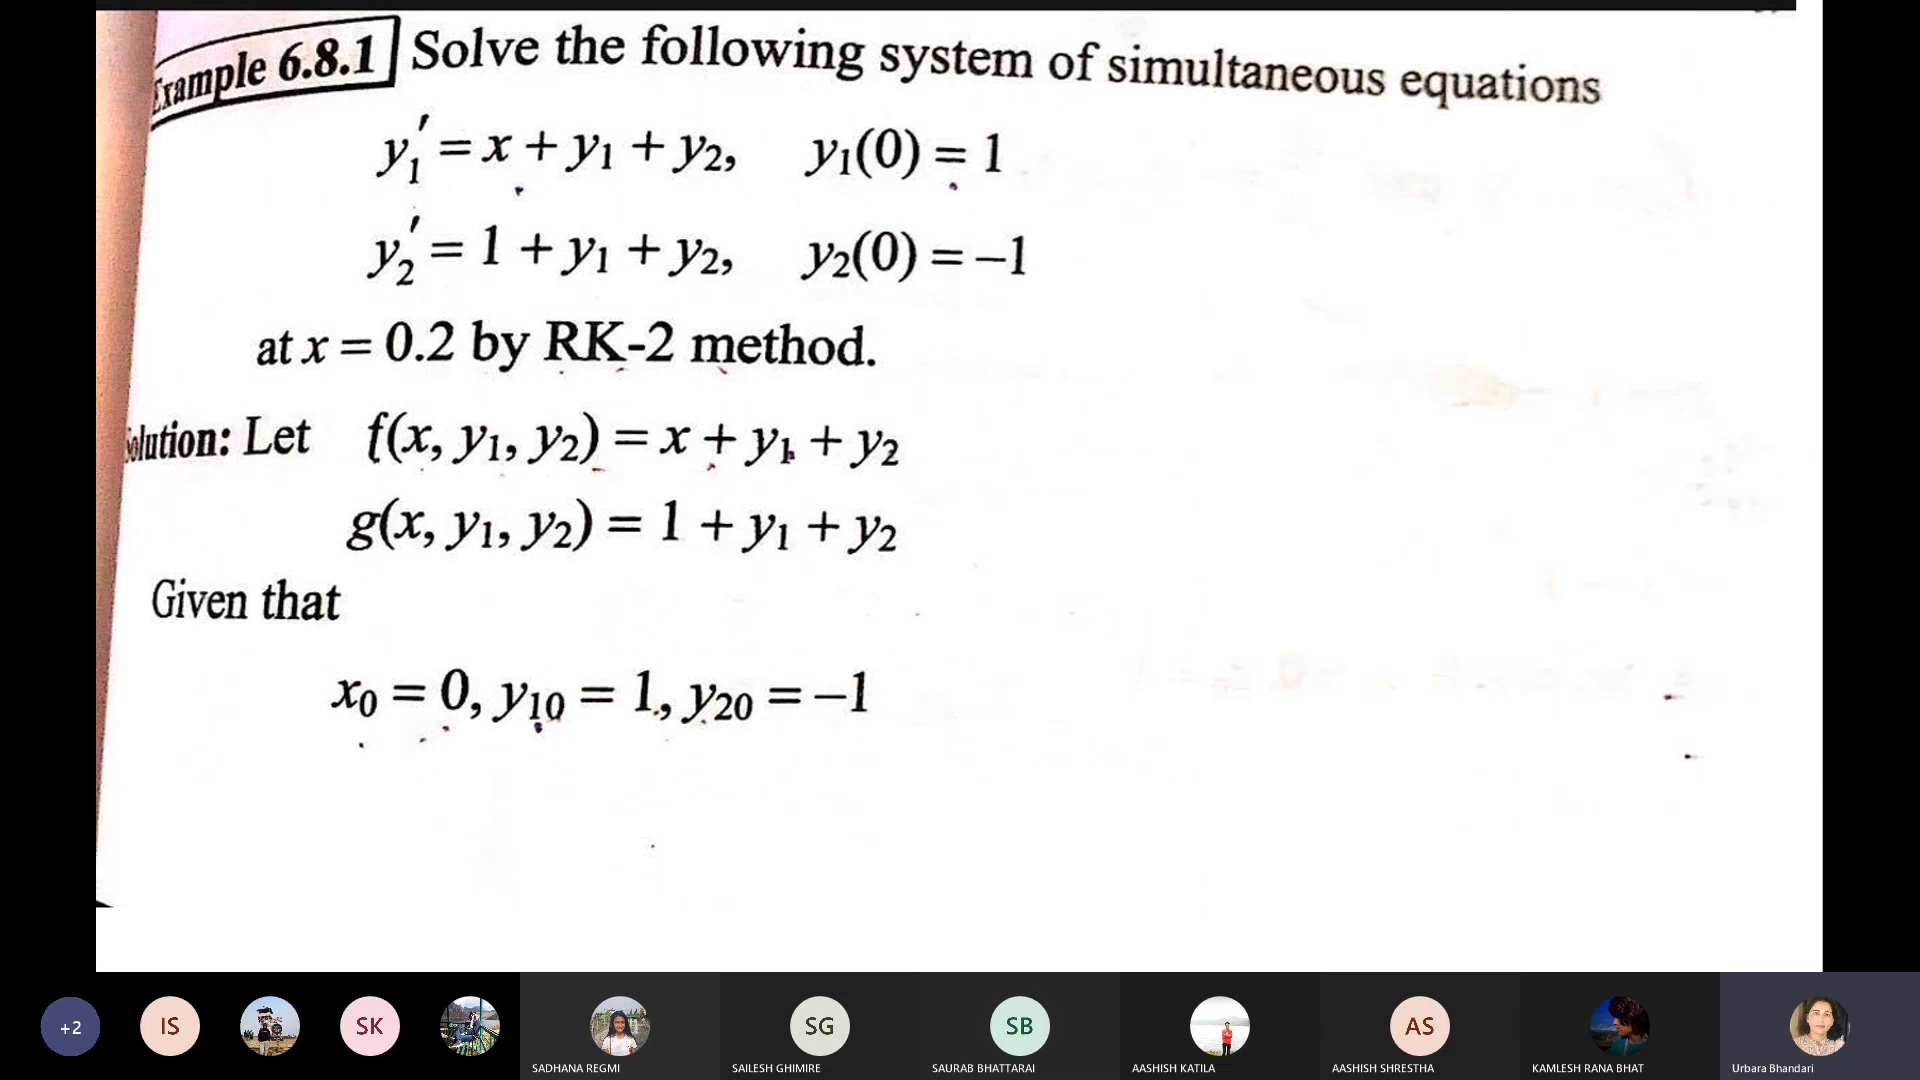 Example 6.8.1 Solve the following system of simultaneous equations
y₁′ = x + y₁ + y₂,    y₁(0) = 1
y₂′ = 1 + y₁ + y₂,    y₂(0) = −1
at x = 0.2 by RK-2 method.
Solution: Let    f(x, y₁, y₂) = x + y₁ + y₂
g(x, y₁, y₂) = 1 + y₁ + y₂
Given that
x₀ = 0, y₁₀ = 1, y₂₀ = −1
+2 IS SK SG SB AS
SADHANA REGMI SAILESH GHIMIRE SAURAB BHATTARAI AASHISH KATILA AASHISH SHRESTHA KAMLESH RANA BHAT Urbara Bhandari